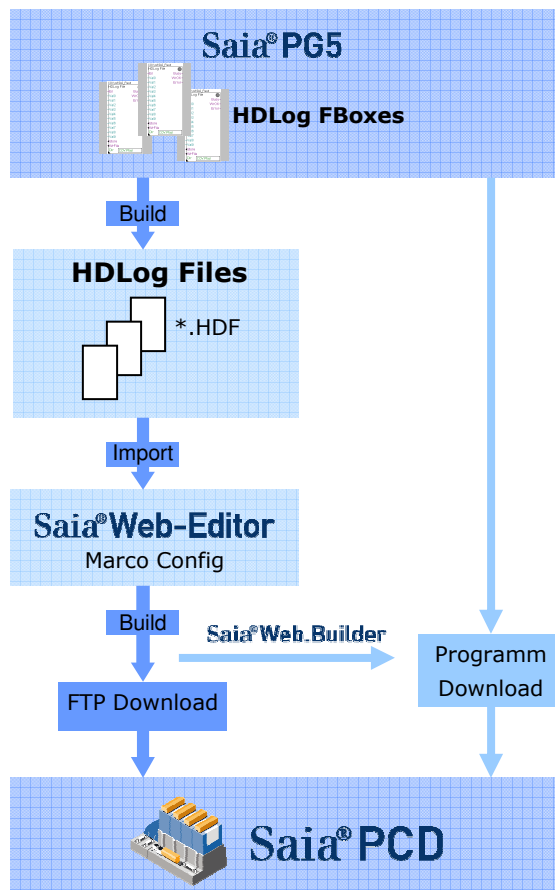 Saia® PG5
HDLog FBoxes
Build
HDLog Files
*.HDF
Import
Saia® Web-Editor
Marco Config
Build
Saia® Web.Builder
Programm
Download
FTP Download
Saia® PCD